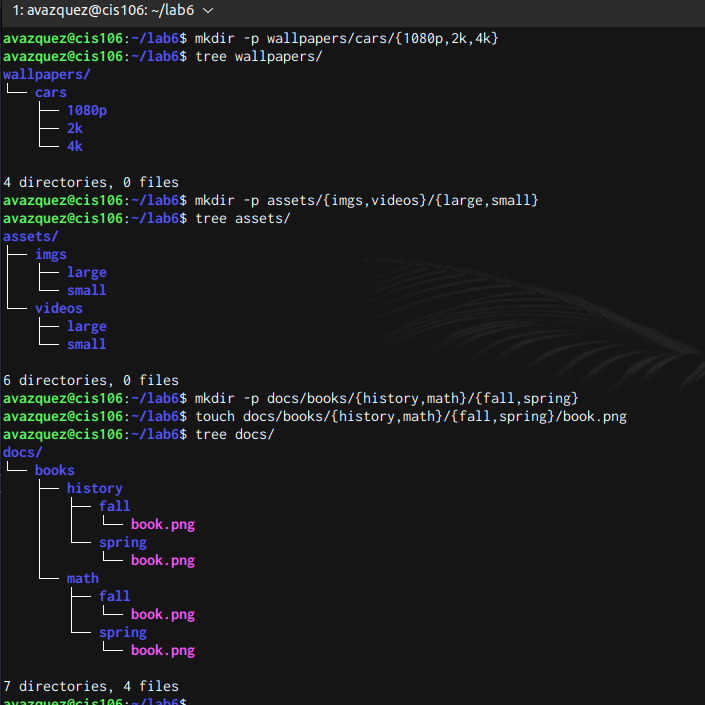 1: avazquez@cis106: ~/lab6
avazquez@cis106:~/lab6$ mkdir -p wallpapers/cars/{1080p,2k,4k}
avazquez@cis106:~/lab6$ tree wallpapers/
wallpapers/
└── cars
    ├── 1080p
    ├── 2k
    └── 4k

4 directories, 0 files
avazquez@cis106:~/lab6$ mkdir -p assets/{imgs,videos}/{large,small}
avazquez@cis106:~/lab6$ tree assets/
assets/
├── imgs
│   ├── large
│   └── small
└── videos
    ├── large
    └── small

6 directories, 0 files
avazquez@cis106:~/lab6$ mkdir -p docs/books/{history,math}/{fall,spring}
avazquez@cis106:~/lab6$ touch docs/books/{history,math}/{fall,spring}/book.png
avazquez@cis106:~/lab6$ tree docs/
docs/
└── books
    ├── history
    │   ├── fall
    │   │   └── book.png
    │   └── spring
    │       └── book.png
    └── math
        ├── fall
        │   └── book.png
        └── spring
            └── book.png

7 directories, 4 files
avazquez@cis106:~/lab6$